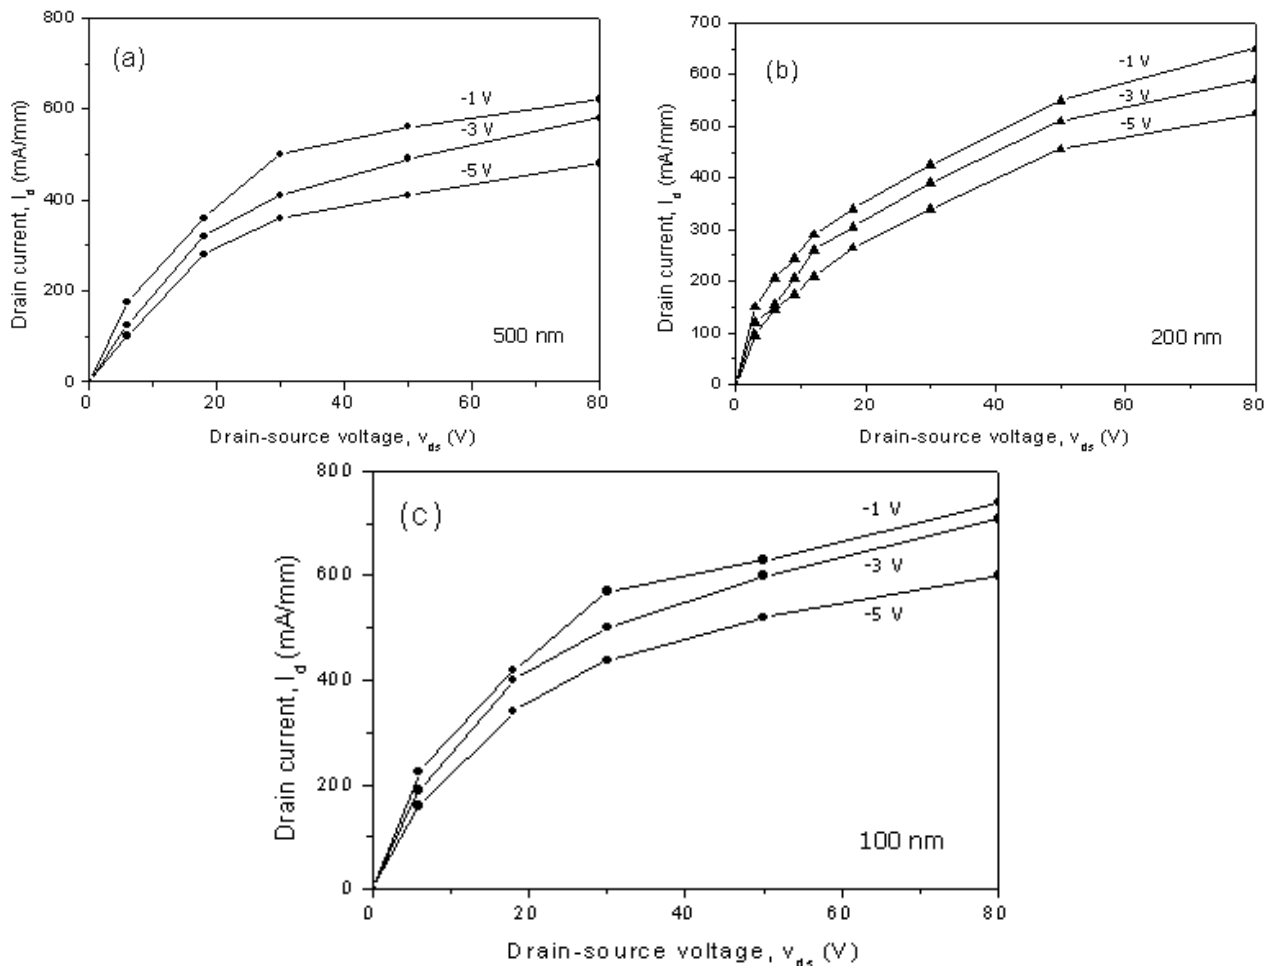 (a)
800
600
400
200
0
Drain current, I_d (mA/mm)
-1 V
-3 V
-5 V
500 nm
0 20 40 60 80
Drain-source voltage, v_ds (V)
(b)
700
600
500
400
300
200
100
0
Drain current, I_d (mA/mm)
-1 V
-3 V
-5 V
200 nm
0 20 40 60 80
Drain-source voltage, v_ds (V)
(c)
800
600
400
200
0
Drain current, I_d (mA/mm)
-1 V
-3 V
-5 V
100 nm
0 20 40 60 80
Drain-source voltage, v_ds (V)